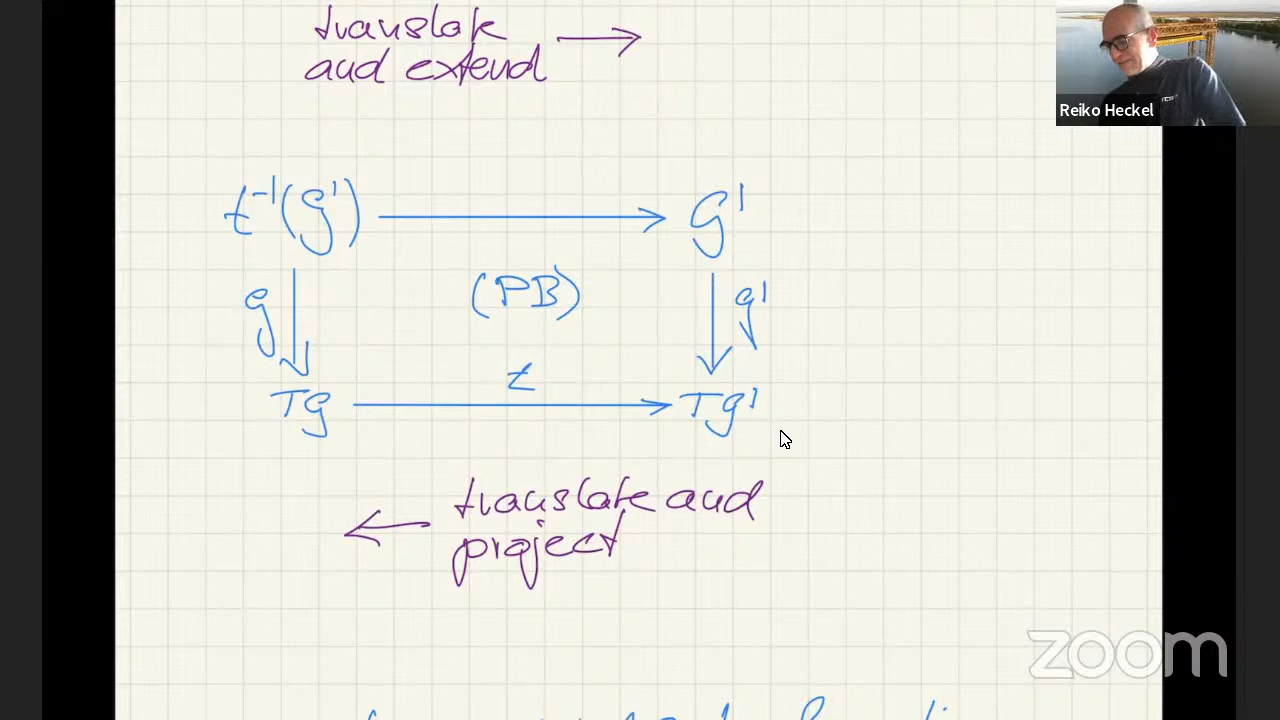 translate
and extend →
Reiko Heckel
t⁻¹(G') → G'
(PB)
g g'
t
TG → TG'
← translate and
project
zoom